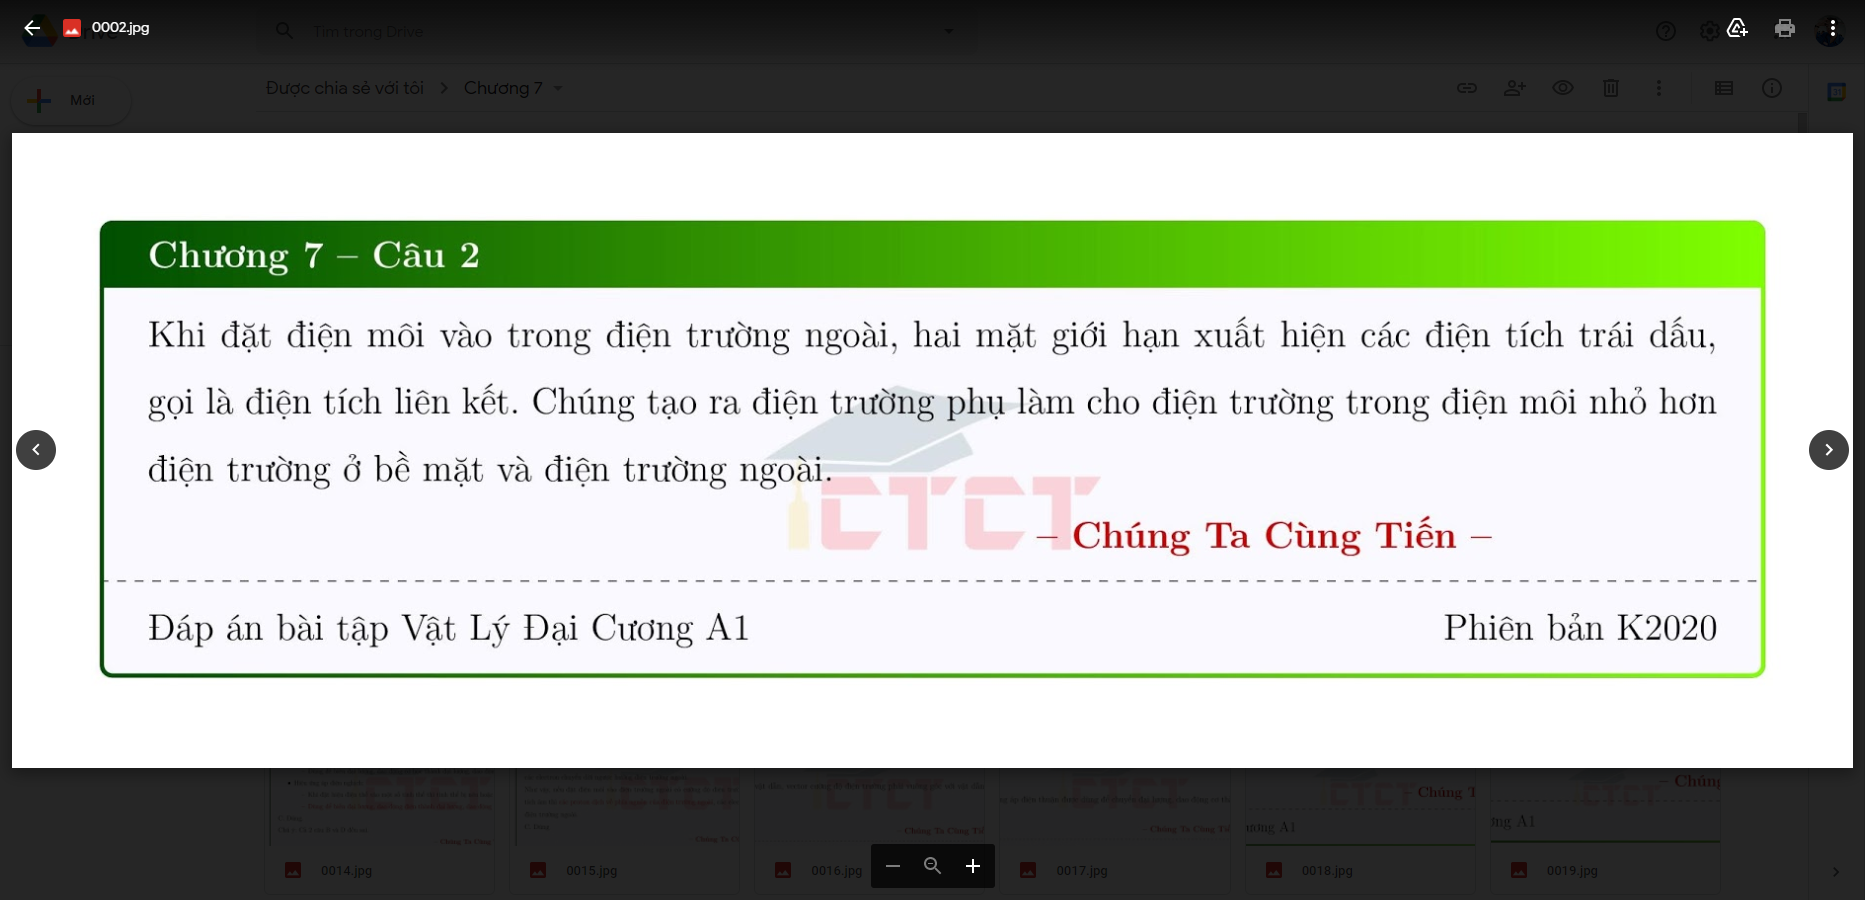 0002.jpg
Tìm trong Drive
Mới
Được chia sẻ với tôi
Chương 7
Chương 7 – Câu 2
Khi đặt điện môi vào trong điện trường ngoài, hai mặt giới hạn xuất hiện các điện tích trái dấu,
gọi là điện tích liên kết. Chúng tạo ra điện trường phụ làm cho điện trường trong điện môi nhỏ hơn
điện trường ở bề mặt và điện trường ngoài.
CTCT
– Chúng Ta Cùng Tiến –
Đáp án bài tập Vật Lý Đại Cương A1
Phiên bản K2020
0014.jpg
0015.jpg
0016.jpg
0017.jpg
0018.jpg
0019.jpg